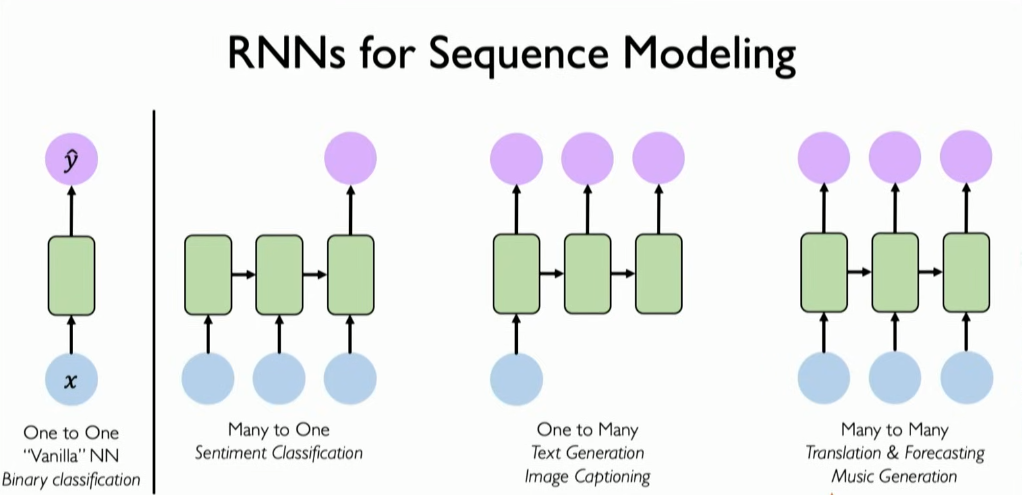 RNNs for Sequence Modeling
ŷ
x
One to One
“Vanilla” NN
Binary classification
Many to One
Sentiment Classification
One to Many
Text Generation
Image Captioning
Many to Many
Translation & Forecasting
Music Generation